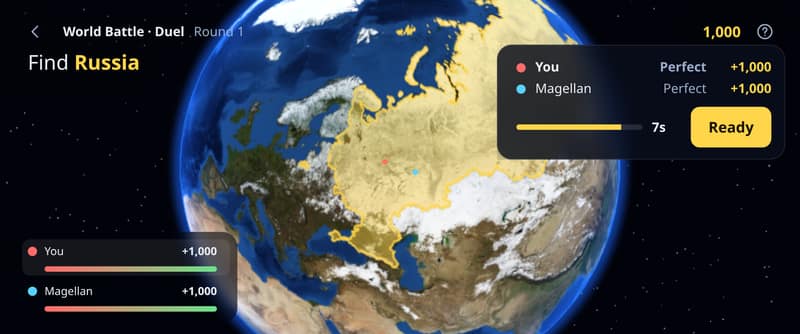 World Battle · Duel Round 1
Find Russia
1,000
You Perfect +1,000
Magellan Perfect +1,000
7s Ready
You +1,000
Magellan +1,000